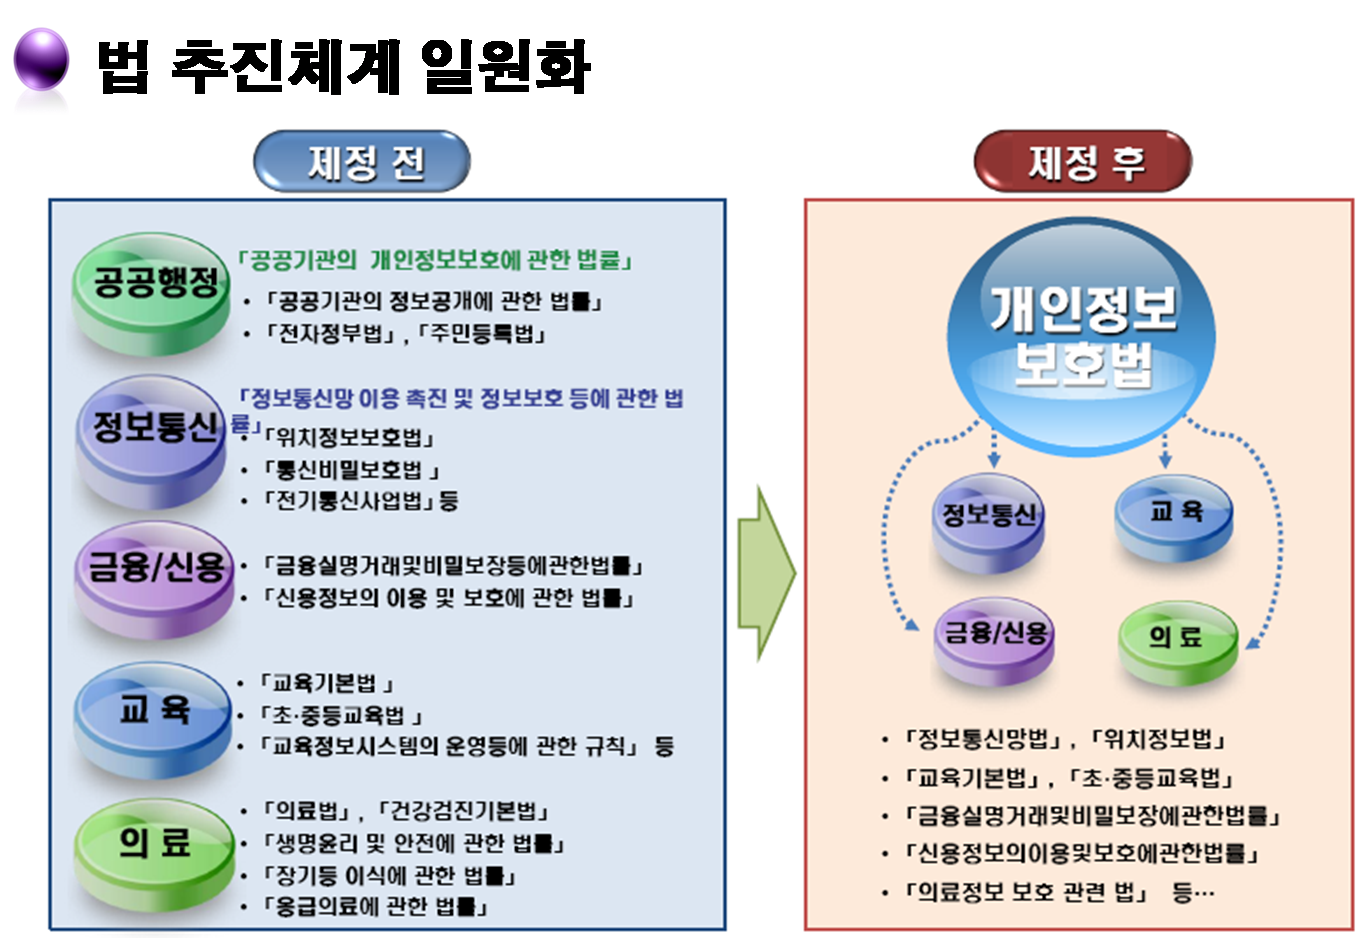 법 추진체계 일원화
제정 전
공공행정
「공공기관의 개인정보보호에 관한 법률」
• 「공공기관의 정보공개에 관한 법률」
• 「전자정부법」, 「주민등록법」
정보통신
「정보통신망 이용 촉진 및 정보보호 등에 관한 법
률」
• 「위치정보보호법」
• 「통신비밀보호법 」
• 「전기통신사업법」 등
금융/신용
• 「금융실명거래및비밀보장등에관한법률」
• 「신용정보의 이용 및 보호에 관한 법률」
교 육
• 「교육기본법 」
• 「초·중등교육법 」
• 「교육정보시스템의 운영등에 관한 규칙」 등
의 료
• 「의료법」, 「건강검진기본법」
• 「생명윤리 및 안전에 관한 법률」
• 「장기등 이식에 관한 법률」
• 「응급의료에 관한 법률」
제정 후
개인정보
보호법
정보통신
교 육
금융/신용
의 료
• 「정보통신망법」, 「위치정보법」
• 「교육기본법」, 「초·중등교육법」
• 「금융실명거래및비밀보장에관한법률」
• 「신용정보의이용및보호에관한법률」
• 「의료정보 보호 관련 법」 등…